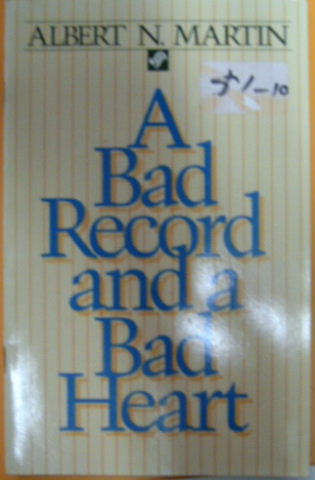 ALBERT N. MARTIN
A
Bad
Record
and a
Bad
Heart